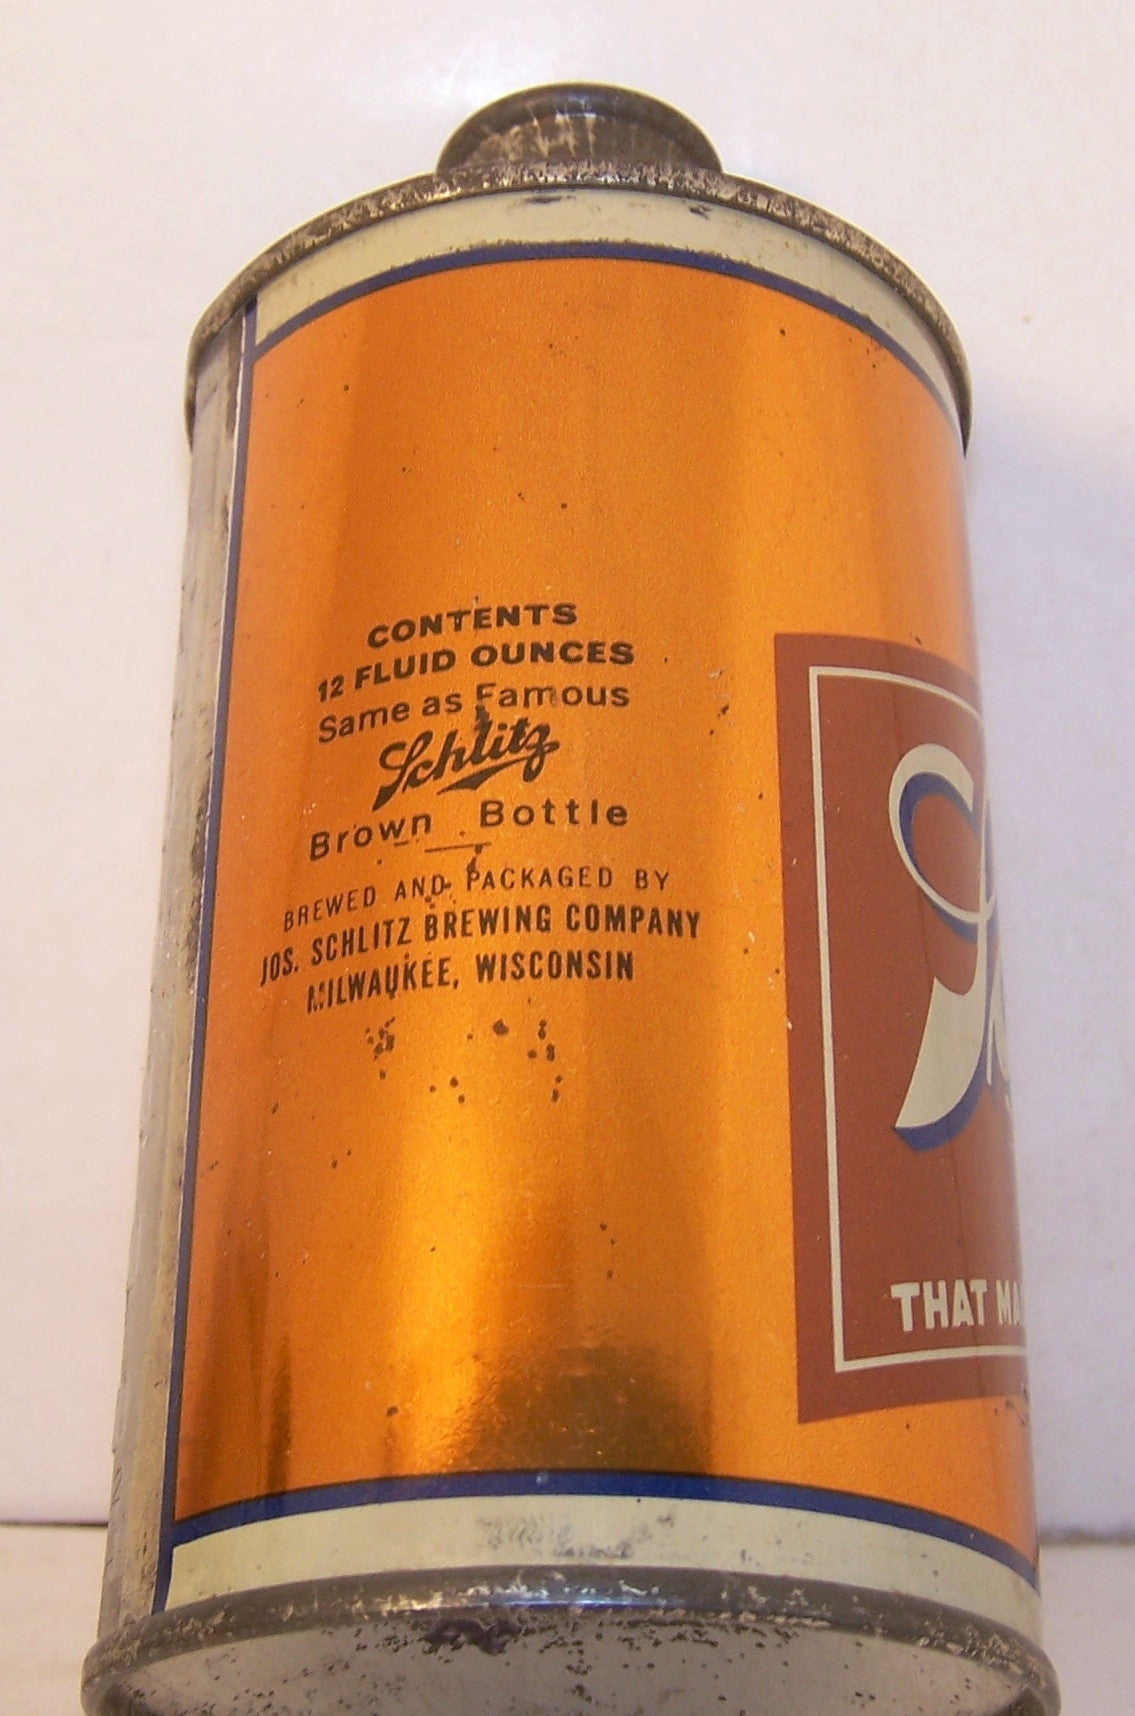 CONTENTS
12 FLUID OUNCES
Same as Famous
Schlitz
Brown Bottle
BREWED AND PACKAGED BY
JOS. SCHLITZ BREWING COMPANY
MILWAUKEE, WISCONSIN
THAT